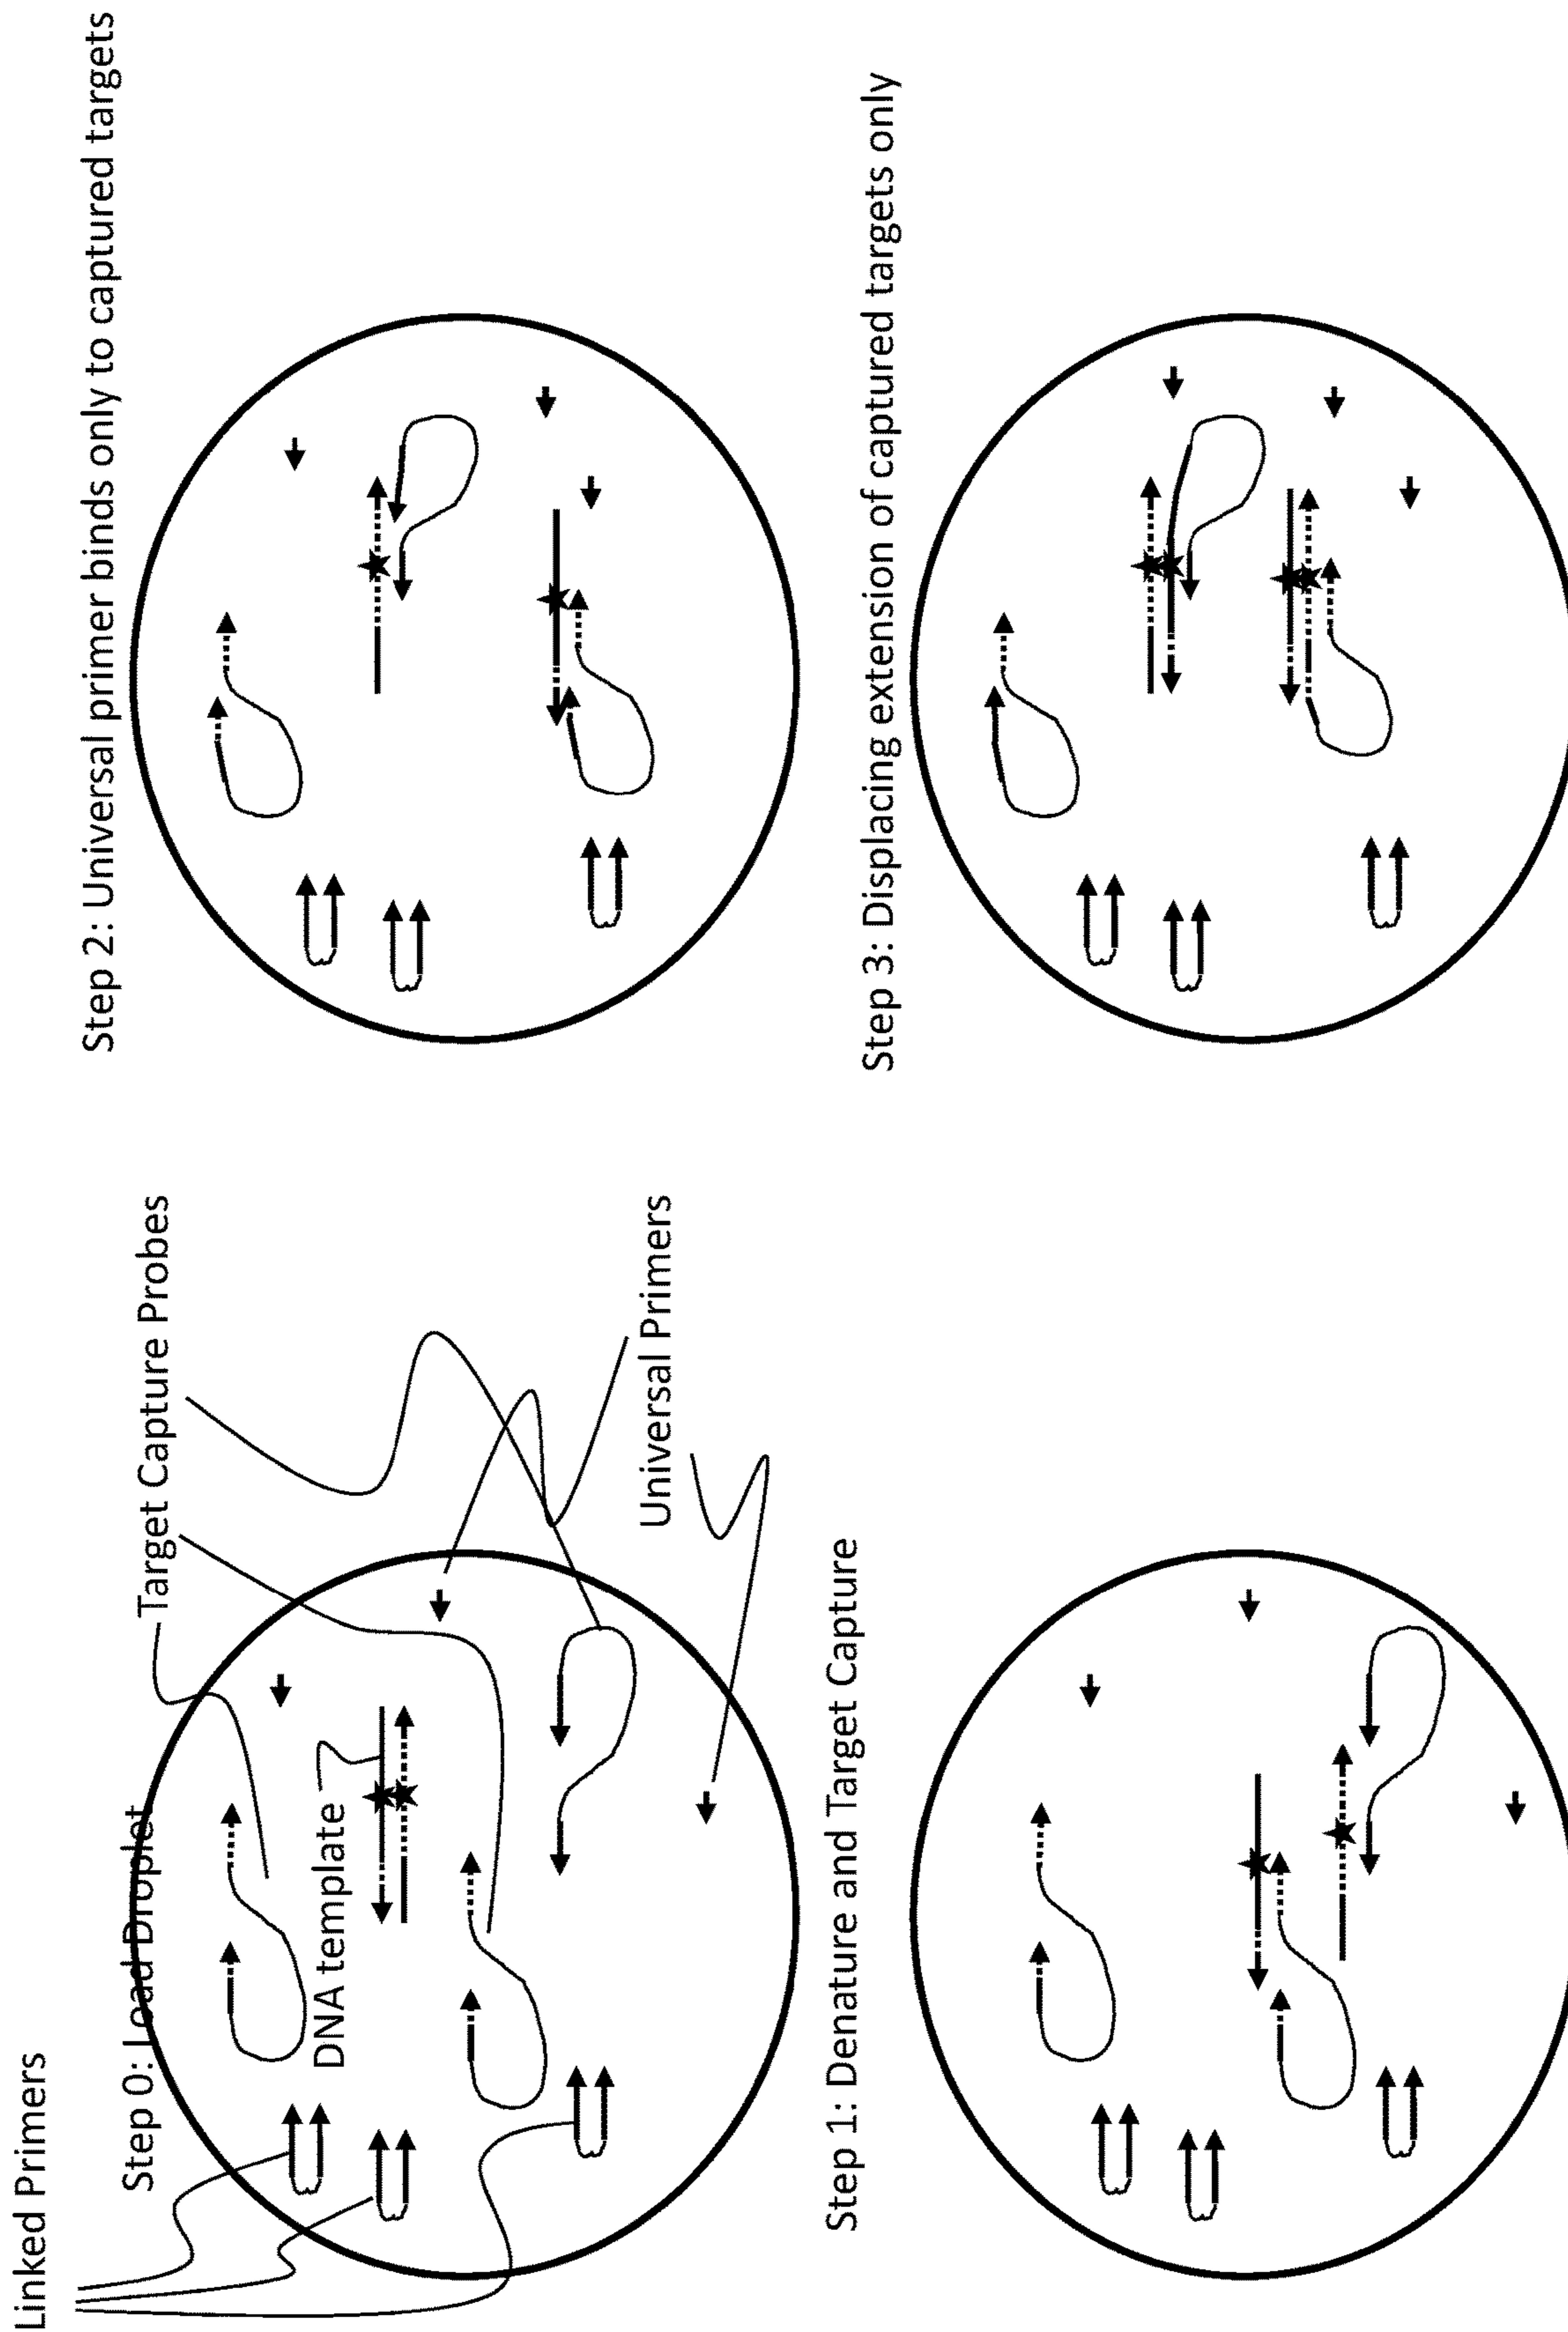 Linked Primers
Step 0: Load Droplet
Target Capture Probes
DNA template
Universal Primers
Step 1: Denature and Target Capture
Step 2: Universal primer binds only to captured targets
Step 3: Displacing extension of captured targets only